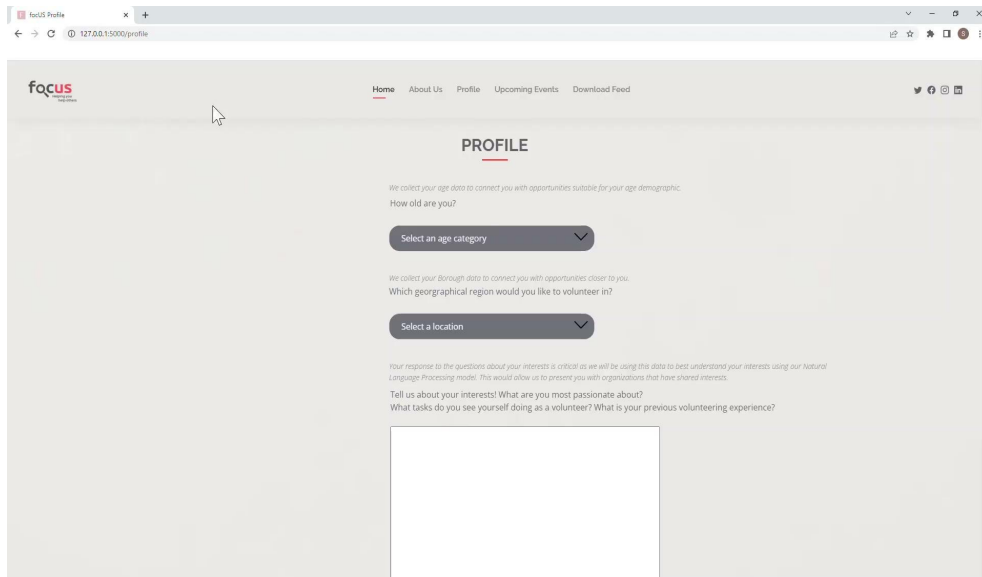 focUS Profile
127.0.0.1:5000/profile
S
focus
Home About Us Profile Upcoming Events Download Feed
PROFILE
We collect your age data to connect you with opportunities suitable for your age demographic.
How old are you?
Select an age category
We collect your Borough data to connect you with opportunities closer to you.
Which georgraphical region would you like to volunteer in?
Select a location
Your response to the questions about your interests is critical as we will be using this data to best understand your interests using our Natural
Language Processing model. This would allow us to present you with organizations that have shared interests.
Tell us about your interests! What are you most passionate about?
What tasks do you see yourself doing as a volunteer? What is your previous volunteering experience?